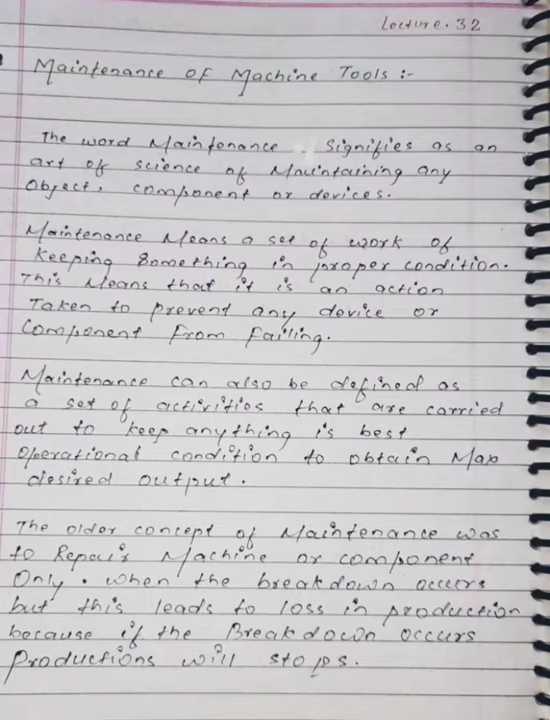 Lecture. 32
Maintenance of Machine Tools :-
The word Maintenance signifies as an
art of science of Maintaining any
Object, component or devices.
Maintenance Means a set of work of
Keeping something in proper condition.
This Means that it is an action
Taken to prevent any device or
Component from failling.
Maintenance can also be defined as
a set of activities that are carried
out to keep anything is best
Operational condition to obtain Max
desired output.
The older concept of Maintenance was
to Repair Machine or component
Only. when the breakdown occurs
but this leads to loss in production
because if the Breakdown occurs
Productions will stops.